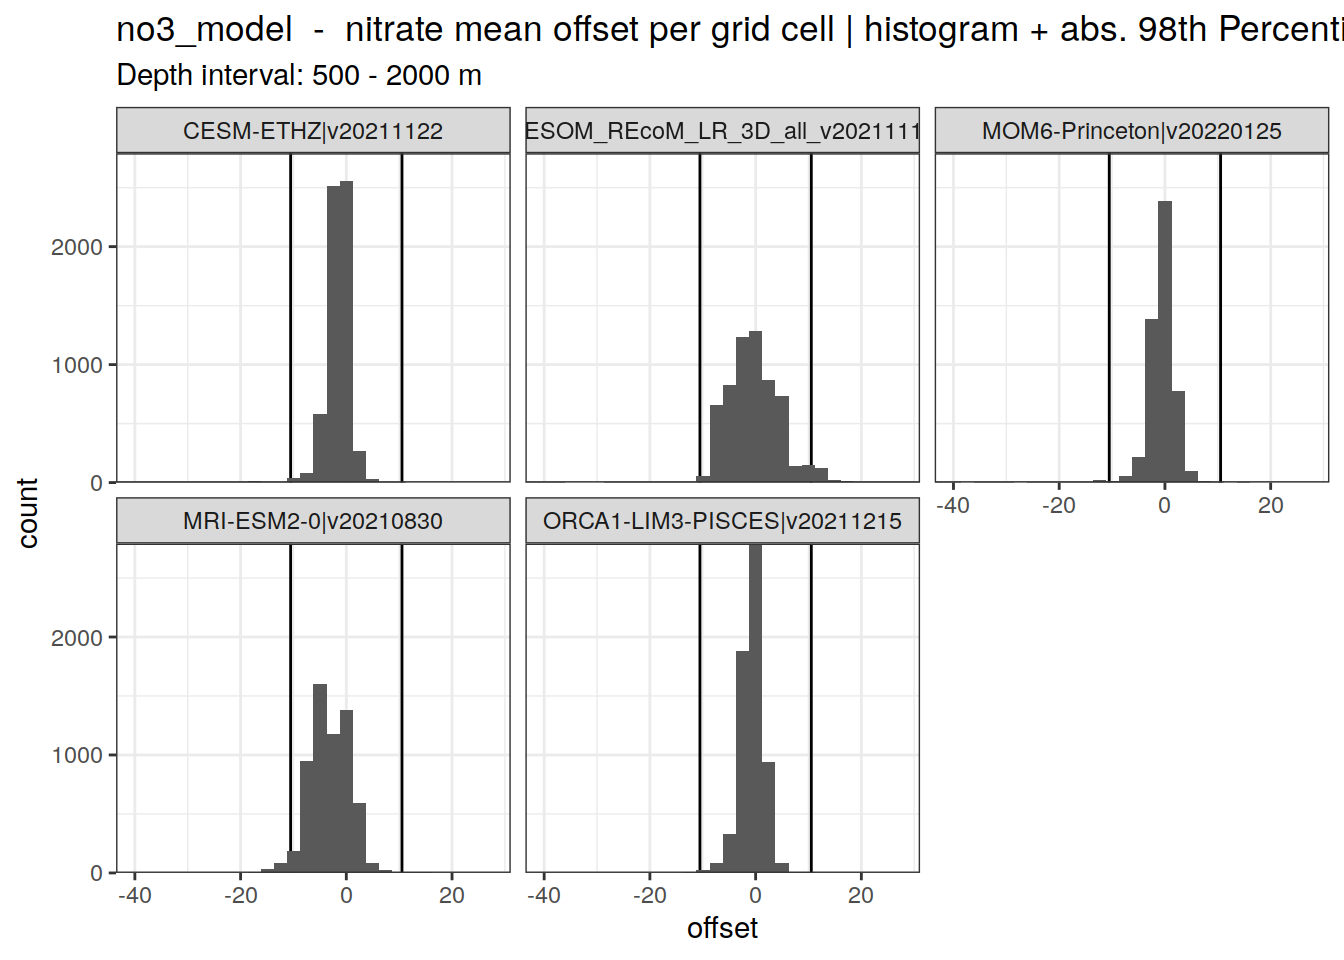 no3_model - nitrate mean offset per grid cell | histogram + abs. 98th Percenti
Depth interval: 500 - 2000 m
CESM-ETHZ|v20211122
ESOM_REcoM_LR_3D_all_v2021111
MOM6-Princeton|v20220125
2000
1000
0
-40 -20 0 20
count
MRI-ESM2-0|v20210830
ORCA1-LIM3-PISCES|v20211215
2000
1000
0
-40 -20 0 20
-40 -20 0 20
offset